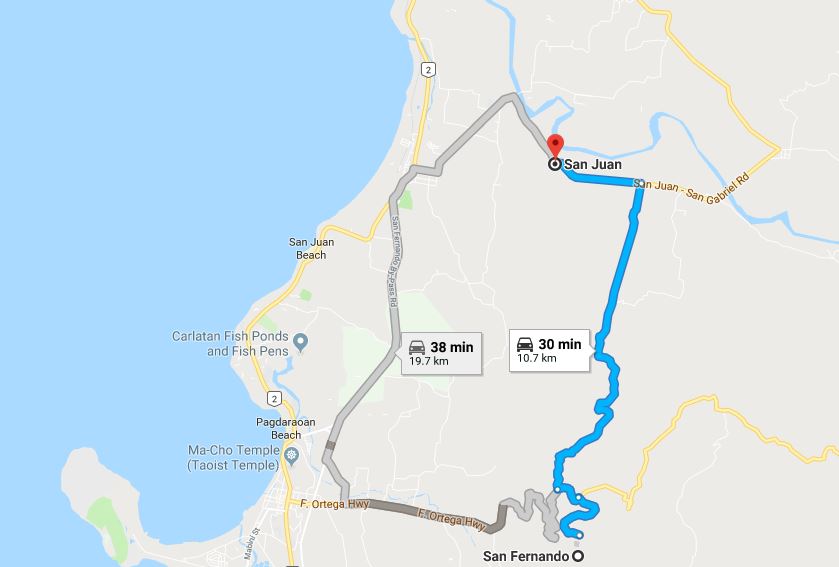 2
San Juan
San Juan - San Gabriel Rd
San Fernando By-Pass Rd
San Juan
Beach
Carlatan Fish Ponds
and Fish Pens
38 min
19.7 km
30 min
10.7 km
2
Pagdaraoan
Beach
Ma-Cho Temple
(Taoist Temple)
F. Ortega Hwy
F. Ortega Hwy
Mabini St
San Fernando